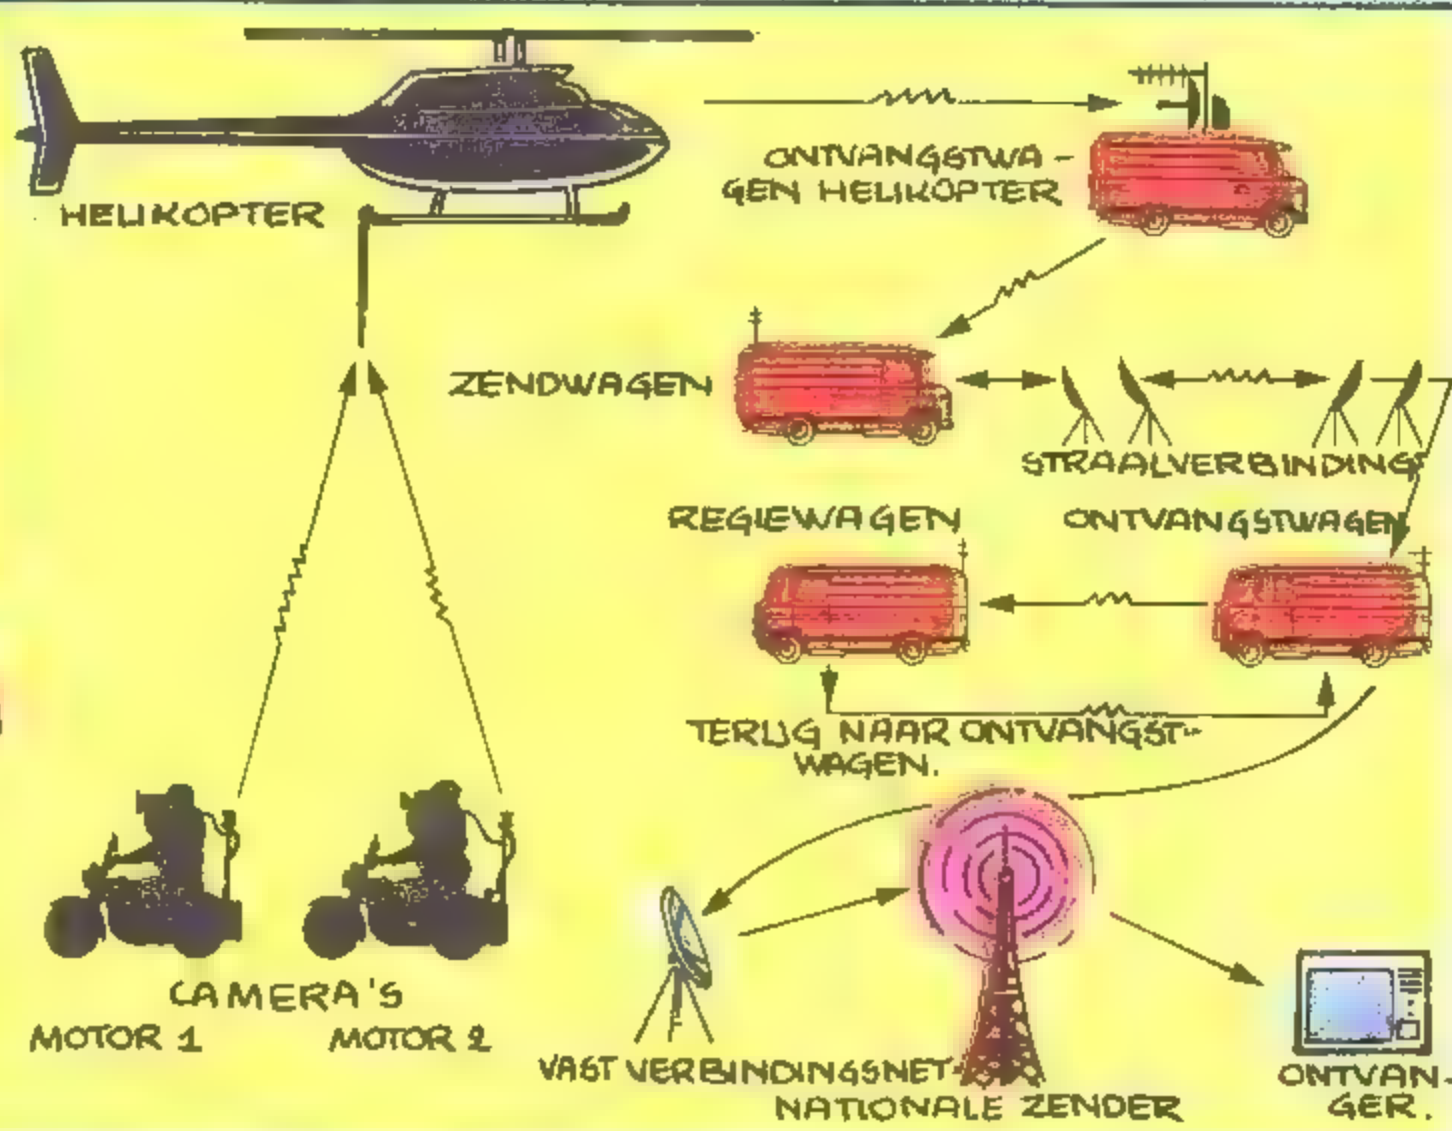 HELIKOPTER
ONTVANGSTWA-
GEN HELIKOPTER
ZENDWAGEN
STRAALVERBINDING
REGIEWAGEN
ONTVANGSTWAGEN
TERUG NAAR ONTVANGST-
WAGEN.
CAMERA'S
MOTOR 1
MOTOR 2
VAST VERBINDINGSNET-
NATIONALE ZENDER
ONTVAN-
GER.